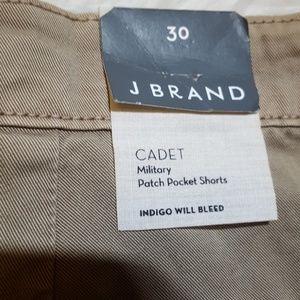 30
J BRAND
CADET
Military
Patch Pocket Shorts
INDIGO WILL BLEED